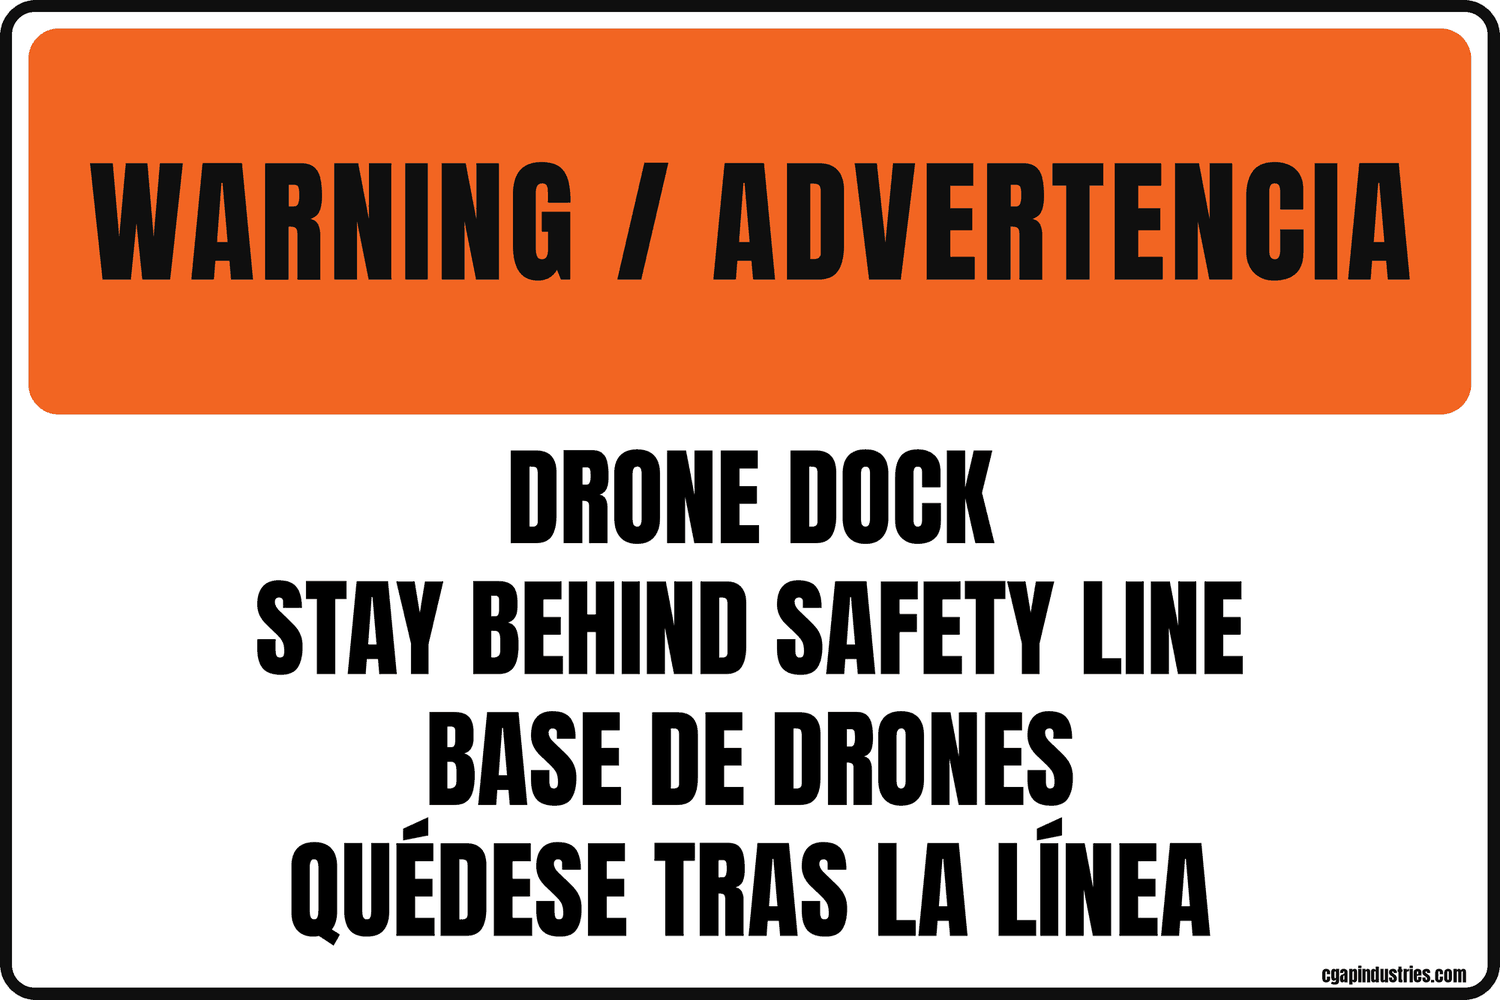 WARNING / ADVERTENCIA
DRONE DOCK
STAY BEHIND SAFETY LINE
BASE DE DRONES
QUÉDESE TRAS LA LÍNEA
cgapindustries.com